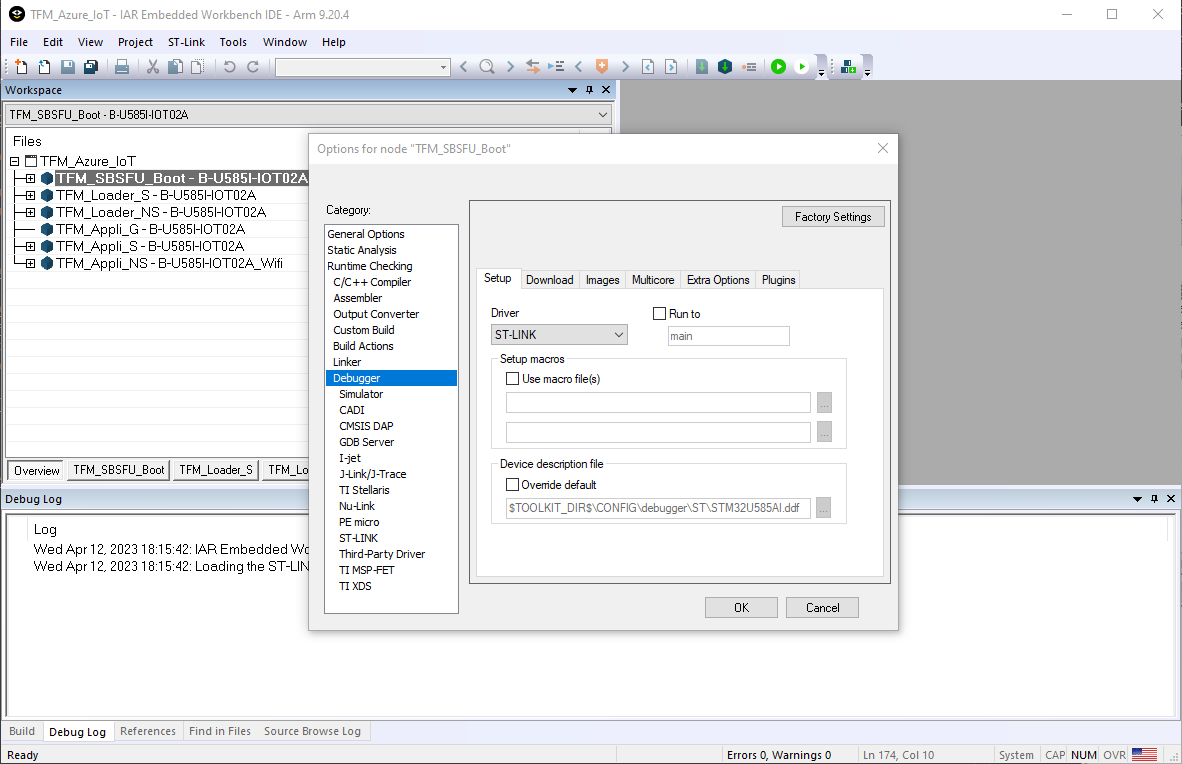 TFM_Azure_IoT - IAR Embedded Workbench IDE - Arm 9.20.4
File Edit View Project ST-Link Tools Window Help
Workspace
TFM_SBSFU_Boot - B-U585I-IOT02A
Files
TFM_Azure_IoT
TFM_SBSFU_Boot - B-U585I-IOT02A
TFM_Loader_S - B-U585I-IOT02A
TFM_Loader_NS - B-U585I-IOT02A
TFM_Appli_G - B-U585I-IOT02A
TFM_Appli_S - B-U585I-IOT02A
TFM_Appli_NS - B-U585I-IOT02A_Wifi
Overview TFM_SBSFU_Boot TFM_Loader_S TFM_Lo
Options for node "TFM_SBSFU_Boot"
Category:
General Options
Static Analysis
Runtime Checking
C/C++ Compiler
Assembler
Output Converter
Custom Build
Build Actions
Linker
Debugger
Simulator
CADI
CMSIS DAP
GDB Server
I-jet
J-Link/J-Trace
TI Stellaris
Nu-Link
PE micro
ST-LINK
Third-Party Driver
TI MSP-FET
TI XDS
Factory Settings
Setup Download Images Multicore Extra Options Plugins
Driver
ST-LINK
Run to
main
Setup macros
Use macro file(s)
...
...
Device description file
Override default
$TOOLKIT_DIR$\CONFIG\debugger\ST\STM32U585AI.ddf
...
OK Cancel
Debug Log
Log
Wed Apr 12, 2023 18:15:42: IAR Embedded Wo
Wed Apr 12, 2023 18:15:42: Loading the ST-LIN
Build Debug Log References Find in Files Source Browse Log
Ready Errors 0, Warnings 0 Ln 174, Col 10 System CAP NUM OVR